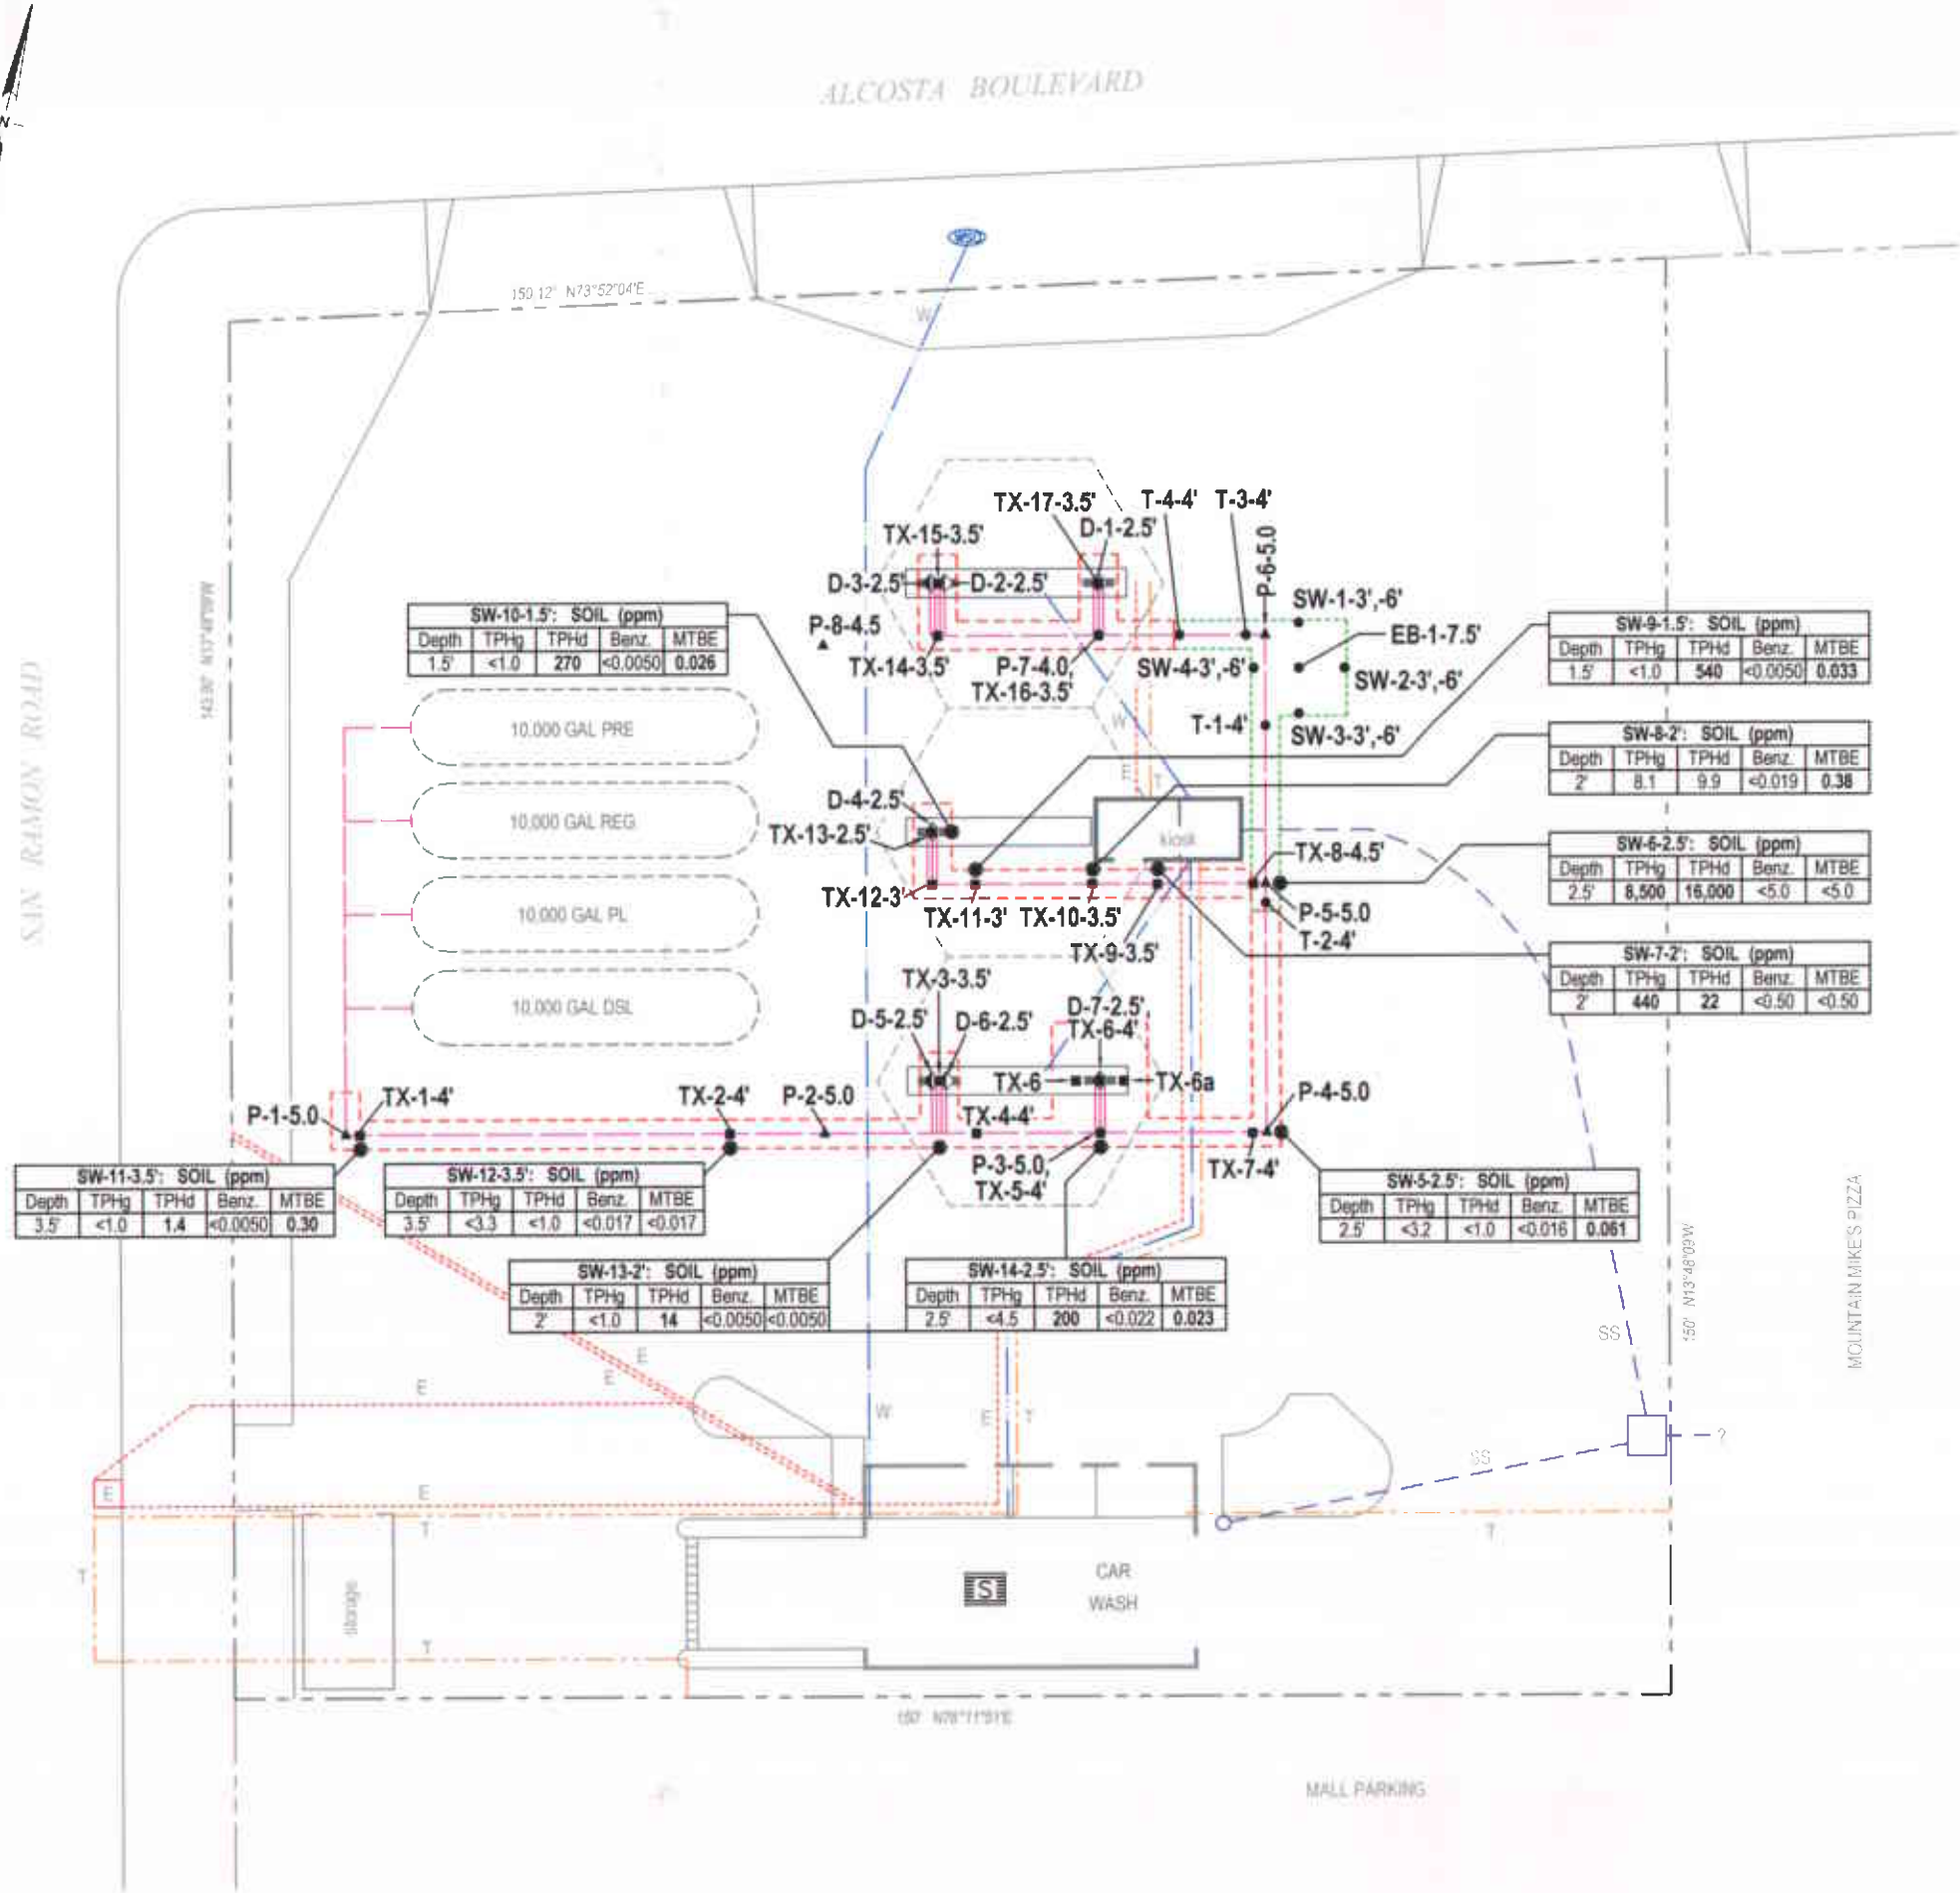 N
ALCOSTA BOULEVARD
W
TX-17-3.5'
T-4-4'
T-3-4'
D-1-2.5'
TX-15-3.5'
P-6-5.0
D-3-2.5'
D-2-2.5'
SW-1-3',-6'
P-8-4.5
EB-1-7.5'
TX-14-3.5'
P-7-4.0,
TX-16-3.5'
SW-4-3',-6'
SW-2-3',-6'
T-1-4'
SW-3-3',-6'
W
E
T
SW-10-1.5': SOIL (ppm)
Depth TPHg TPHd Benz. MTBE
1.5' <1.0 270 <0.0050 0.026
SW-9-1.5': SOIL (ppm)
Depth TPHg TPHd Benz. MTBE
1.5' <1.0 540 <0.0050 0.033
SW-8-2': SOIL (ppm)
Depth TPHg TPHd Benz. MTBE
2' 8.1 9.9 <0.019 0.38
SW-6-2.5': SOIL (ppm)
Depth TPHg TPHd Benz. MTBE
2.5' 8,500 16,000 <5.0 <5.0
SW-7-2': SOIL (ppm)
Depth TPHg TPHd Benz. MTBE
2' 440 22 <0.50 <0.50
SAN RAMON ROAD
10,000 GAL PRE
10,000 GAL REG
10,000 GAL PL
10,000 GAL DSL
D-4-2.5'
TX-13-2.5'
kiosk
TX-8-4.5'
TX-12-3'
TX-11-3'
TX-10-3.5'
P-5-5.0
T-2-4'
TX-9-3.5'
TX-3-3.5'
D-7-2.5'
D-5-2.5'
D-6-2.5'
TX-6-4'
TX-6
TX-6a
P-1-5.0
TX-1-4'
TX-2-4'
P-2-5.0
TX-4-4'
P-4-5.0
P-3-5.0,
TX-5-4'
TX-7-4'
SW-11-3.5': SOIL (ppm)
Depth TPHg TPHd Benz. MTBE
3.5' <1.0 1.4 <0.0050 0.30
SW-12-3.5': SOIL (ppm)
Depth TPHg TPHd Benz. MTBE
3.5' <3.3 <1.0 <0.017 <0.017
SW-5-2.5': SOIL (ppm)
Depth TPHg TPHd Benz. MTBE
2.5' <3.2 <1.0 <0.016 0.061
SW-13-2': SOIL (ppm)
Depth TPHg TPHd Benz. MTBE
2' <1.0 14 <0.0050 <0.0050
SW-14-2.5': SOIL (ppm)
Depth TPHg TPHd Benz. MTBE
2.5' <4.5 200 <0.022 0.023
150' N13°48'09"W
MOUNTAIN MIKE'S PIZZA
SS
E
E
E
W
E
T
SS
?
E
E
T
T
T
T
Storage
S
CAR
WASH
MALL PARKING